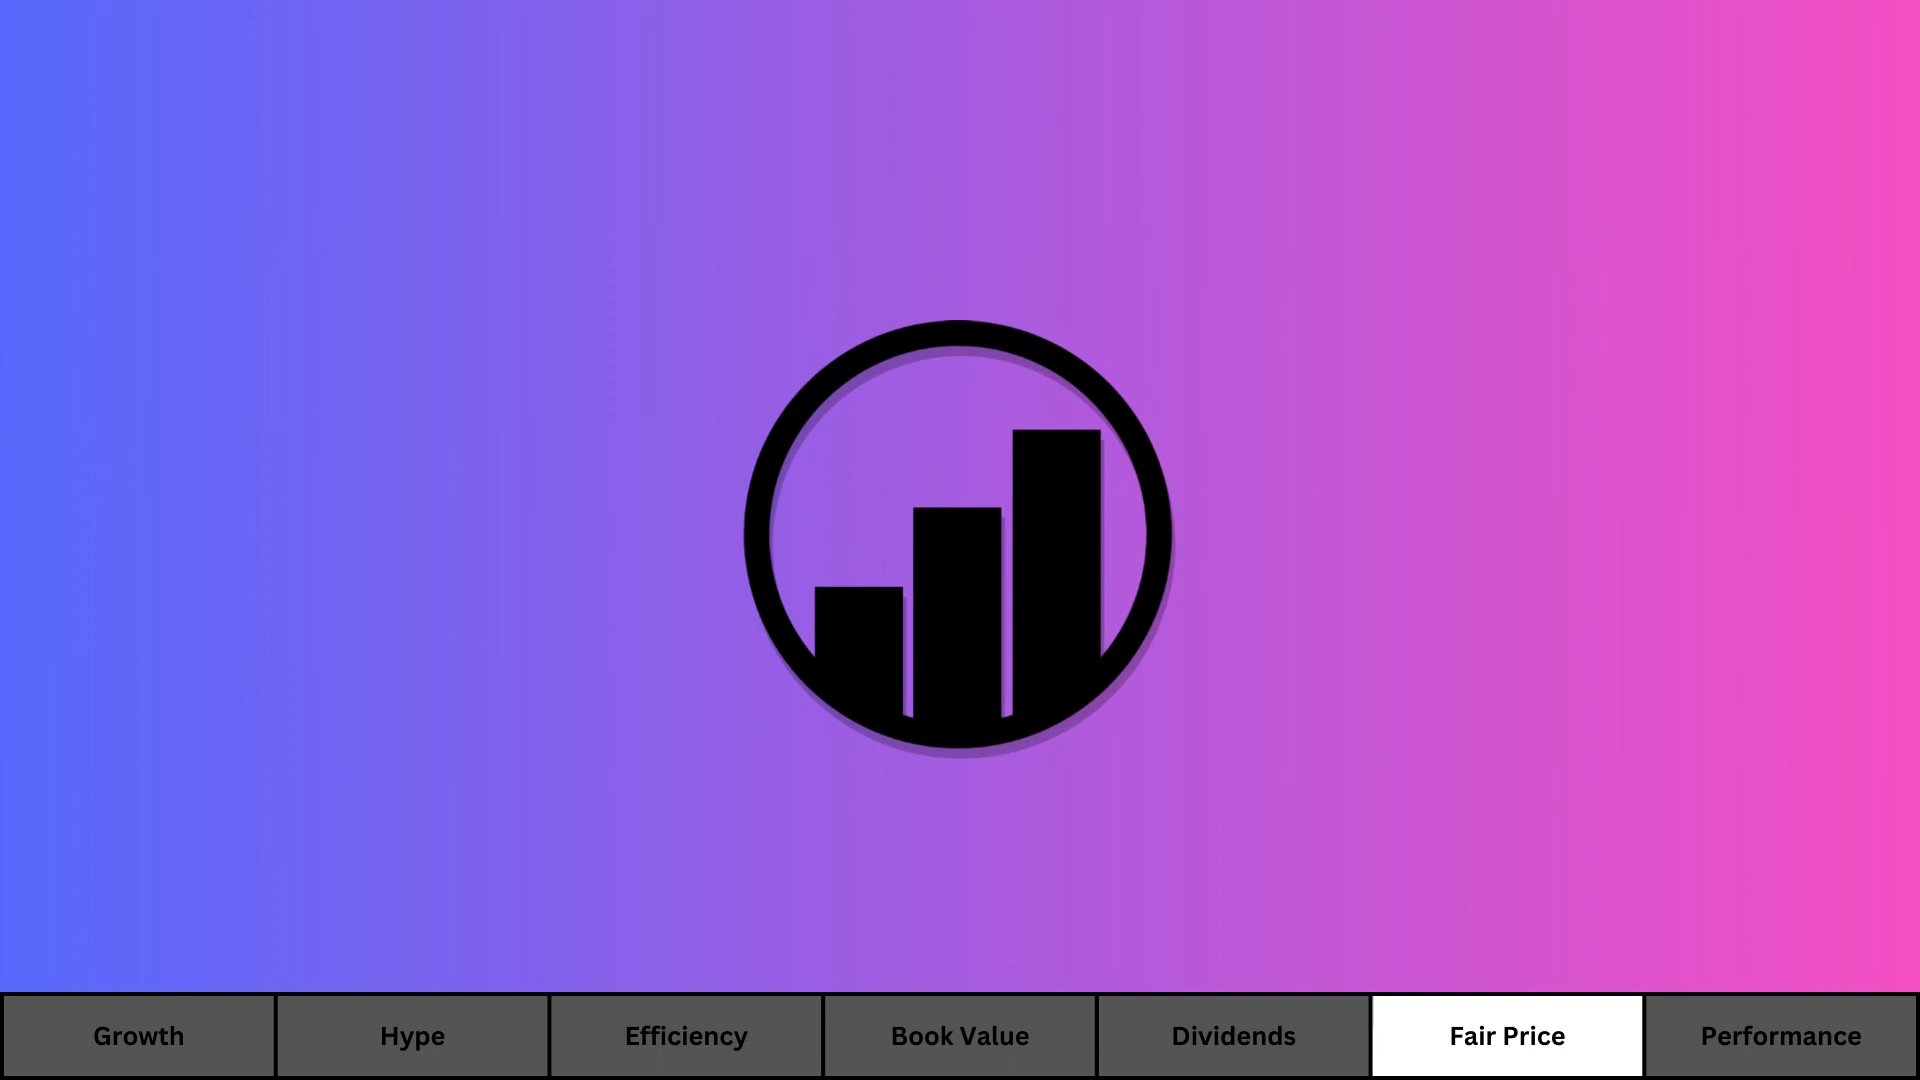 Growth
Hype
Efficiency
Book Value
Dividends
Fair Price
Performance